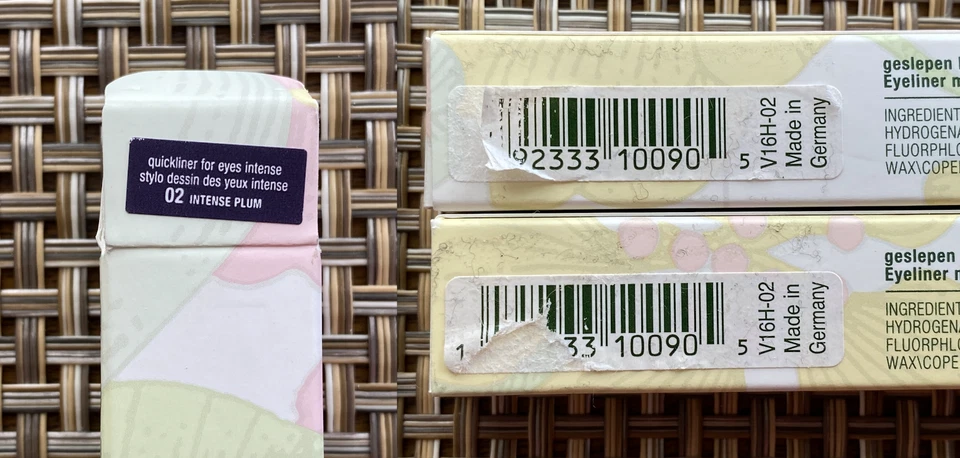 quickliner for eyes intense
stylo dessin des yeux intense
02 INTENSE PLUM
92333 10090 5
V16H-02
Made in
Germany
geslepen
Eyeliner
INGREDIENT
HYDROGENA
FLUORPHLO
WAX\COPE
1 33 10090 5
V16H-02
Made in
Germany
geslepen
Eyeliner
INGREDIENT
HYDROGENA
FLUORPHLO
WAX\COPE